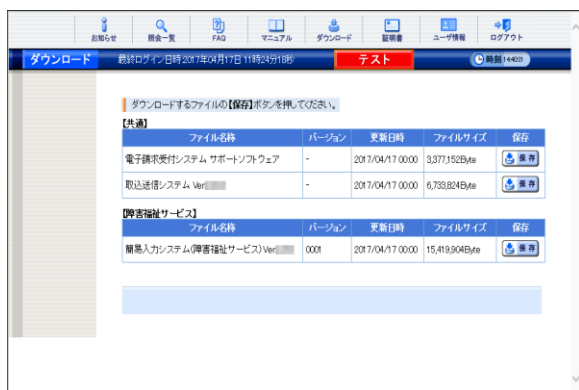 お知らせ 照会一覧 FAQ マニュアル ダウンロード 証明書 ユーザ情報 ログアウト
ダウンロード 最終ログイン日時:2017年04月17日 11時24分18秒 テスト 時刻 14:40:31
ダウンロードするファイルの【保存】ボタンを押してください。
【共通】
ファイル名称 バージョン 更新日時 ファイルサイズ 保存
電子請求受付システム サポートソフトウェア - 2017/04/17 00:00 3,377,152Byte 保存
取込送信システム Ver - 2017/04/17 00:00 6,733,824Byte 保存
【障害福祉サービス】
ファイル名称 バージョン 更新日時 ファイルサイズ 保存
簡易入力システム(障害福祉サービス)Ver 0001 2017/04/17 00:00 15,419,904Byte 保存